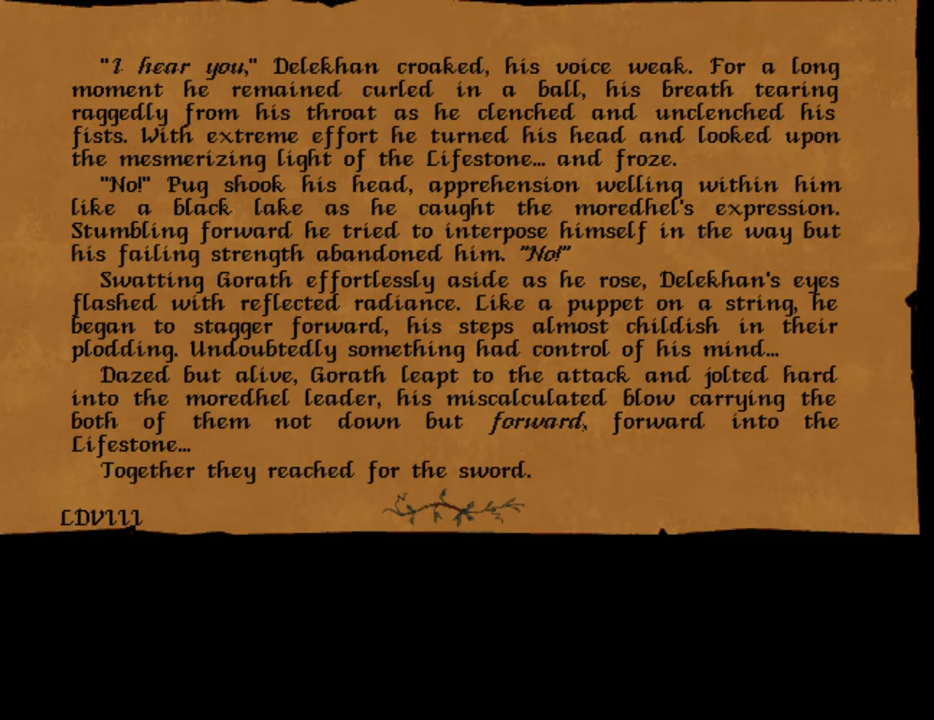 "I hear you," Delekhan croaked, his voice weak. For a long
moment he remained curled in a ball, his breath tearing
raggedly from his throat as he clenched and unclenched his
fists. With extreme effort he turned his head and looked upon
the mesmerizing light of the Lifestone... and froze.
"No!" Pug shook his head, apprehension welling within him
like a black lake as he caught the moredhel's expression.
Stumbling forward he tried to interpose himself in the way but
his failing strength abandoned him. "No!"
Swatting Gorath effortlessly aside as he rose, Delekhan's eyes
flashed with reflected radiance. Like a puppet on a string, he
began to stagger forward, his steps almost childish in their
plodding. Undoubtedly something had control of his mind...
Dazed but alive, Gorath leapt to the attack and jolted hard
into the moredhel leader, his miscalculated blow carrying the
both of them not down but forward, forward into the
Lifestone...
Together they reached for the sword.
LDVIII